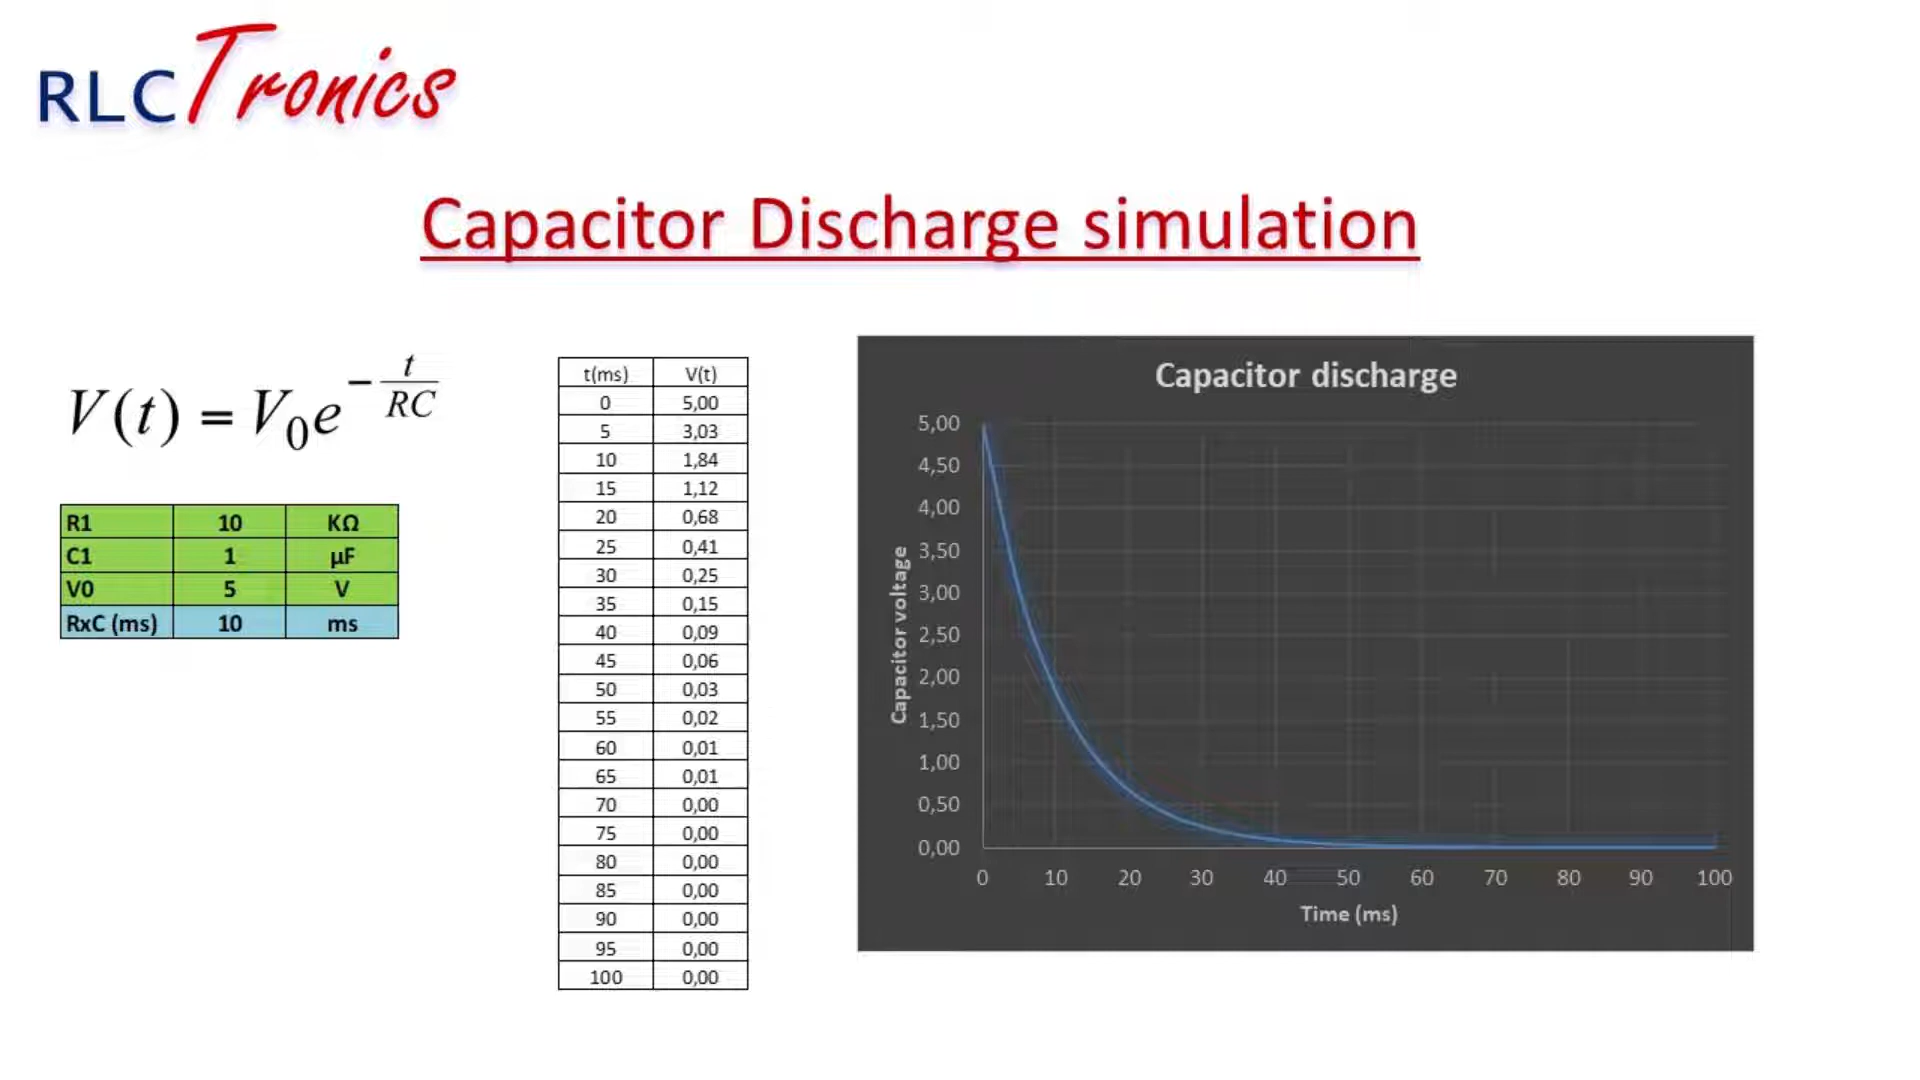 RLCTronics
Capacitor Discharge simulation
V(t) = V₀e^(-t/RC)
R1 10 KΩ
C1 1 µF
V0 5 V
RxC (ms) 10 ms
t(ms) V(t)
0 5,00
5 3,03
10 1,84
15 1,12
20 0,68
25 0,41
30 0,25
35 0,15
40 0,09
45 0,06
50 0,03
55 0,02
60 0,01
65 0,01
70 0,00
75 0,00
80 0,00
85 0,00
90 0,00
95 0,00
100 0,00
Capacitor discharge
Capacitor voltage
5,00
4,50
4,00
3,50
3,00
2,50
2,00
1,50
1,00
0,50
0,00
0 10 20 30 40 50 60 70 80 90 100
Time (ms)